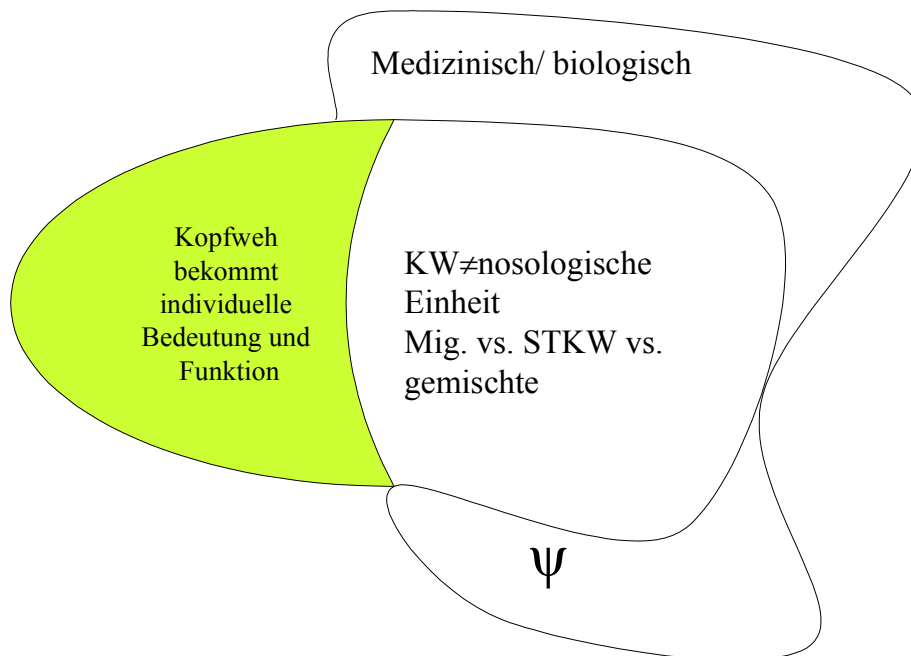 Medizinisch/ biologisch
Kopfweh
bekommt
individuelle
Bedeutung und
Funktion
KW≠nosologische
Einheit
Mig. vs. STKW vs.
gemischte
ψ